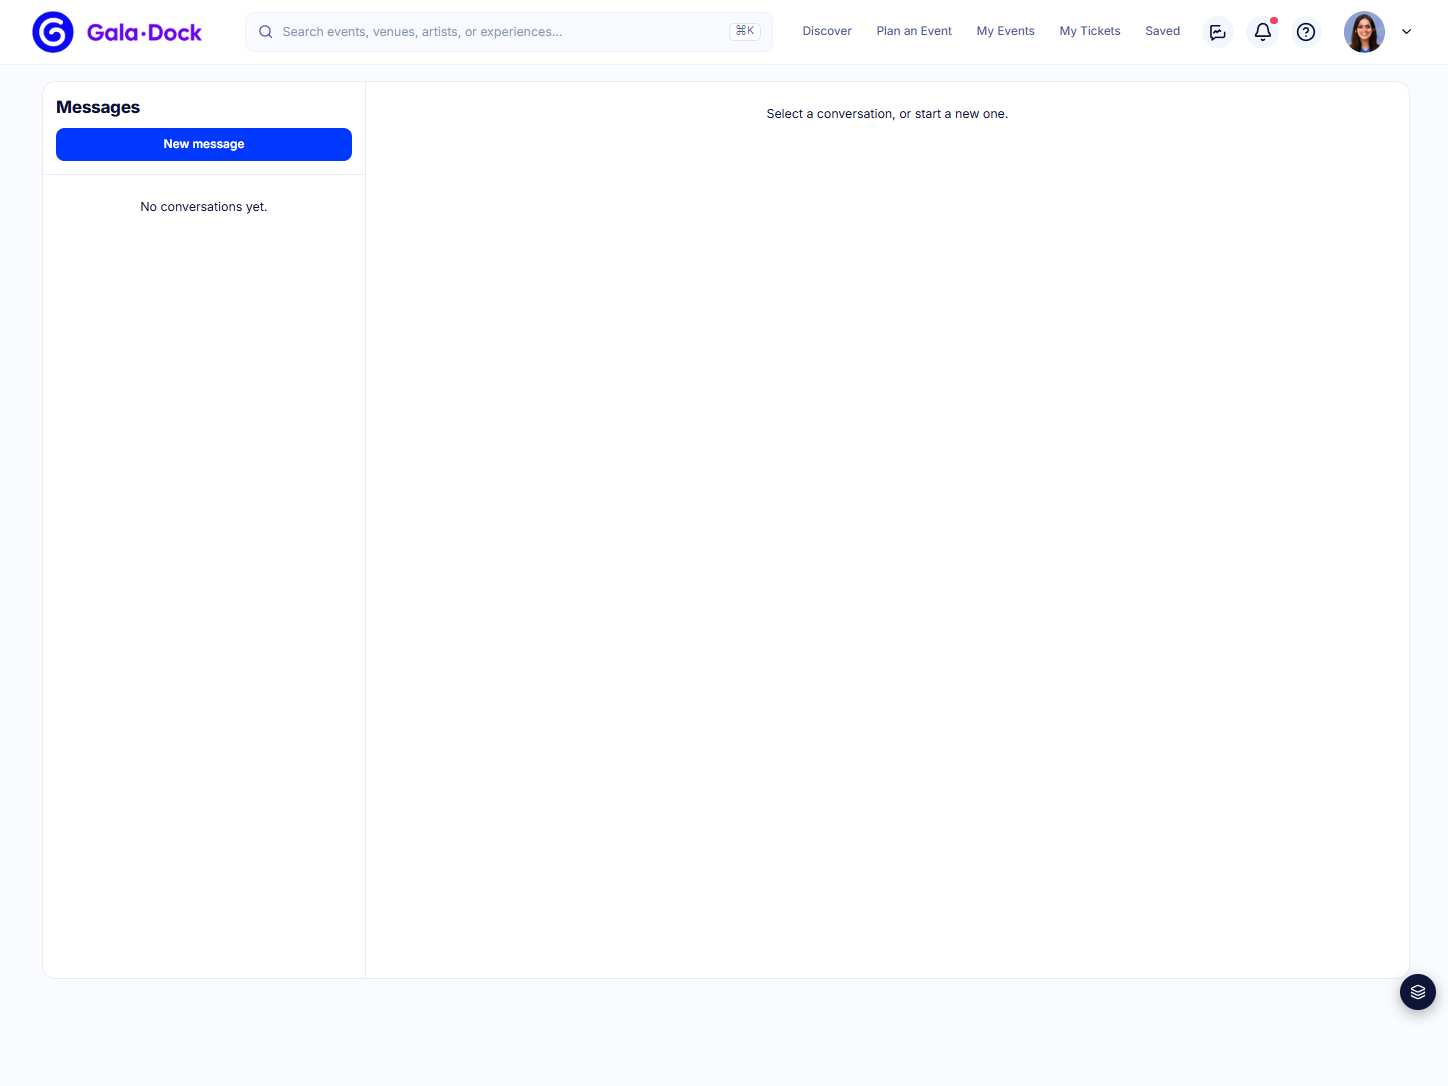 Gala·Dock
Search events, venues, artists, or experiences...
⌘K
Discover
Plan an Event
My Events
My Tickets
Saved
Messages
New message
No conversations yet.
Select a conversation, or start a new one.